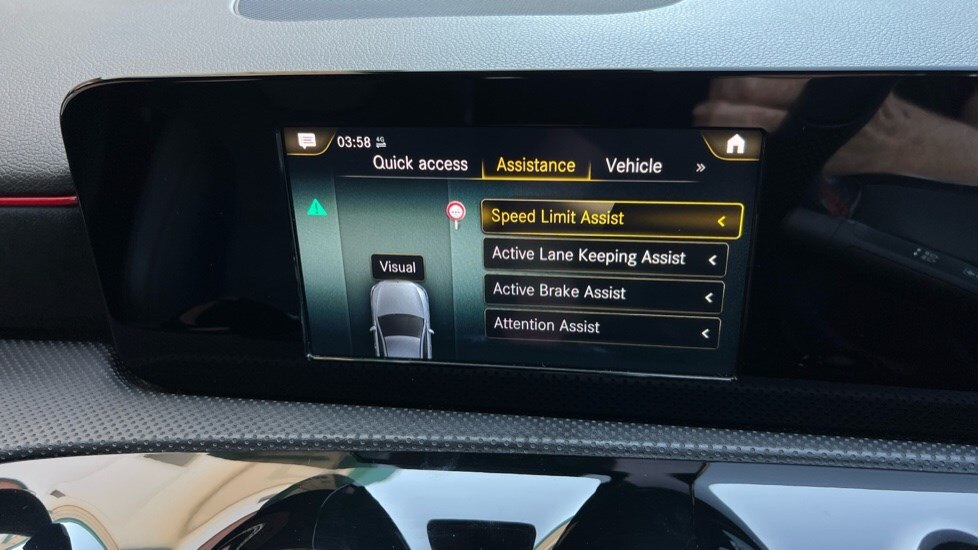 03:58 4G
Quick access Assistance Vehicle »
Visual
Speed Limit Assist
Active Lane Keeping Assist
Active Brake Assist
Attention Assist